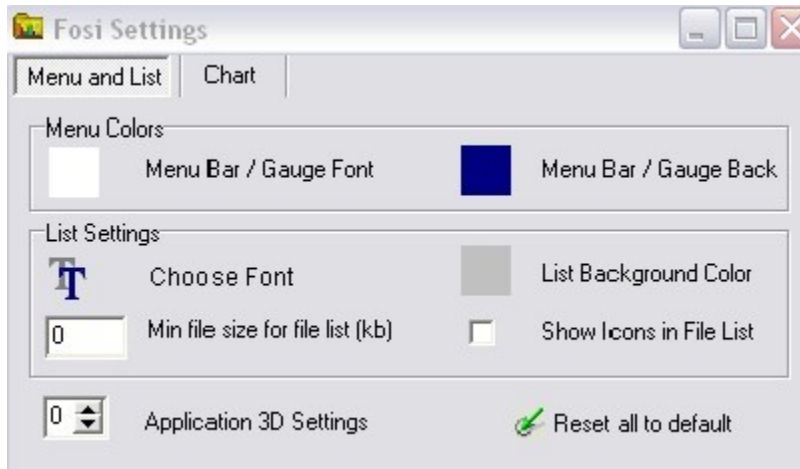 Fosi Settings
Menu and List Chart
Menu Colors
Menu Bar / Gauge Font Menu Bar / Gauge Back
List Settings
Choose Font List Background Color
0 Min file size for file list (kb) Show Icons in File List
0 Application 3D Settings Reset all to default